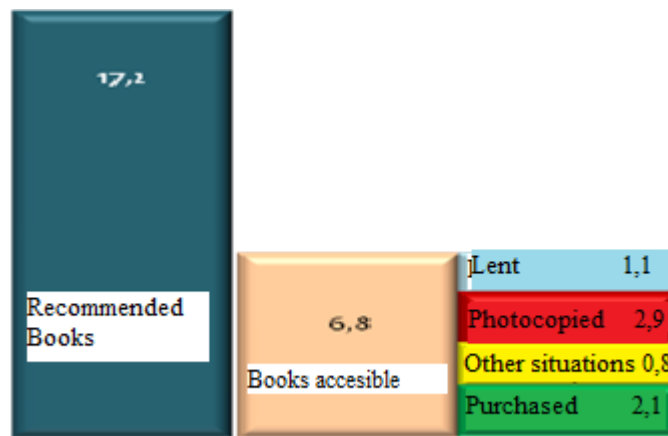 17,2
Recommended
Books
6,8
Books accesible
Lent 1,1
Photocopied 2,9
Other situations 0,8
Purchased 2,1